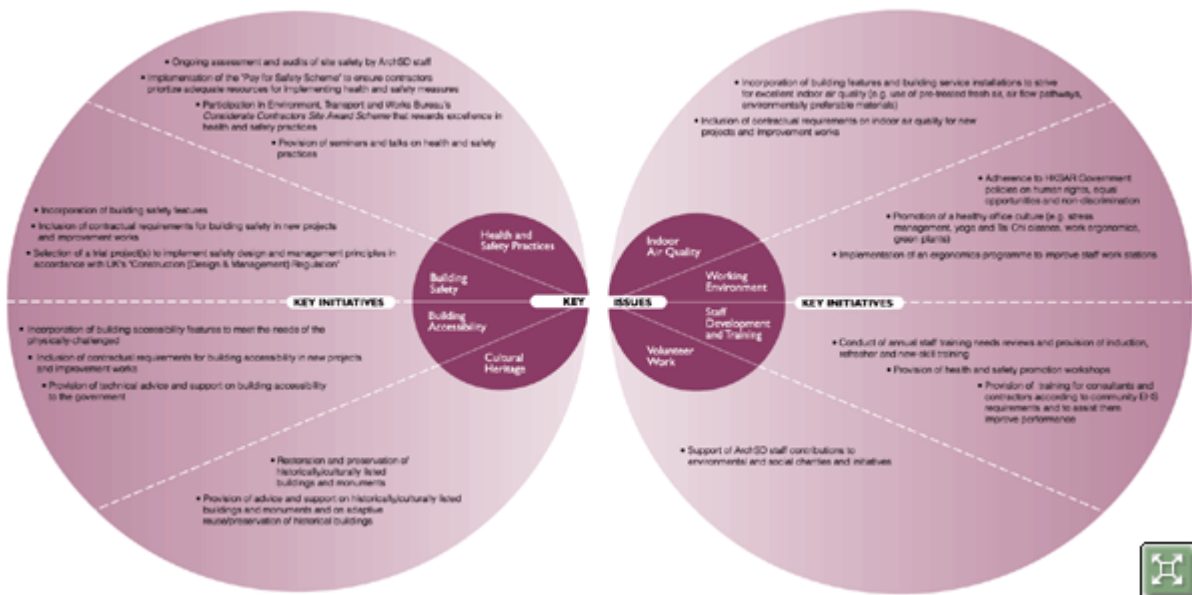 • Ongoing assessment and audits of site safety by ArchSD staff
• Implementation of the 'Pay for Safety Scheme' to ensure contractors
prioritize adequate resources for implementing health and safety measures
• Participation in Environment, Transport and Works Bureau's
Considerate Contractors Site Award Scheme that rewards excellence in
health and safety practices
• Provision of seminars and talks on health and safety
practices
• Incorporation of building safety features
• Inclusion of contractual requirements for building safety in new projects
and improvement works
• Selection of a trial project(s) to implement safety design and management principles in
accordance with UK's 'Construction (Design & Management) Regulation'
KEY INITIATIVES
• Incorporation of building accessibility features to meet the needs of the
physically-challenged
• Inclusion of contractual requirements for building accessibility in new projects
and improvement works
• Provision of technical advice and support on building accessibility
to the government
• Restoration and preservation of
historically/culturally listed
buildings and monuments
• Provision of advice and support on historically/culturally listed
buildings and monuments and on adaptive
reuse/preservation of historical buildings
Health and
Safety Practices
Building
Safety
Building
Accessibility
Cultural
Heritage
KEY ISSUES
Indoor
Air Quality
Working
Environment
Staff
Development
and Training
Volunteer
Work
• Incorporation of building features and building service installations to strive
for excellent indoor air quality (e.g. use of pre-treated fresh air, air flow pathways,
environmentally preferable materials)
• Inclusion of contractual requirements on indoor air quality for new
projects and improvement works
• Adherence to HKSAR Government
policies on human rights, equal
opportunities and non-discrimination
• Promotion of a healthy office culture (e.g. stress
management, yoga and Tai Chi classes, work ergonomics,
green plants)
• Implementation of an ergonomics programme to improve staff work stations
KEY INITIATIVES
• Conduct of annual staff training needs reviews and provision of induction,
refresher and new-skill training
• Provision of health and safety promotion workshops
• Provision of training for consultants and
contractors according to community EHS
requirements and to assist them
improve performance
• Support of ArchSD staff contributions to
environmental and social charities and initiatives